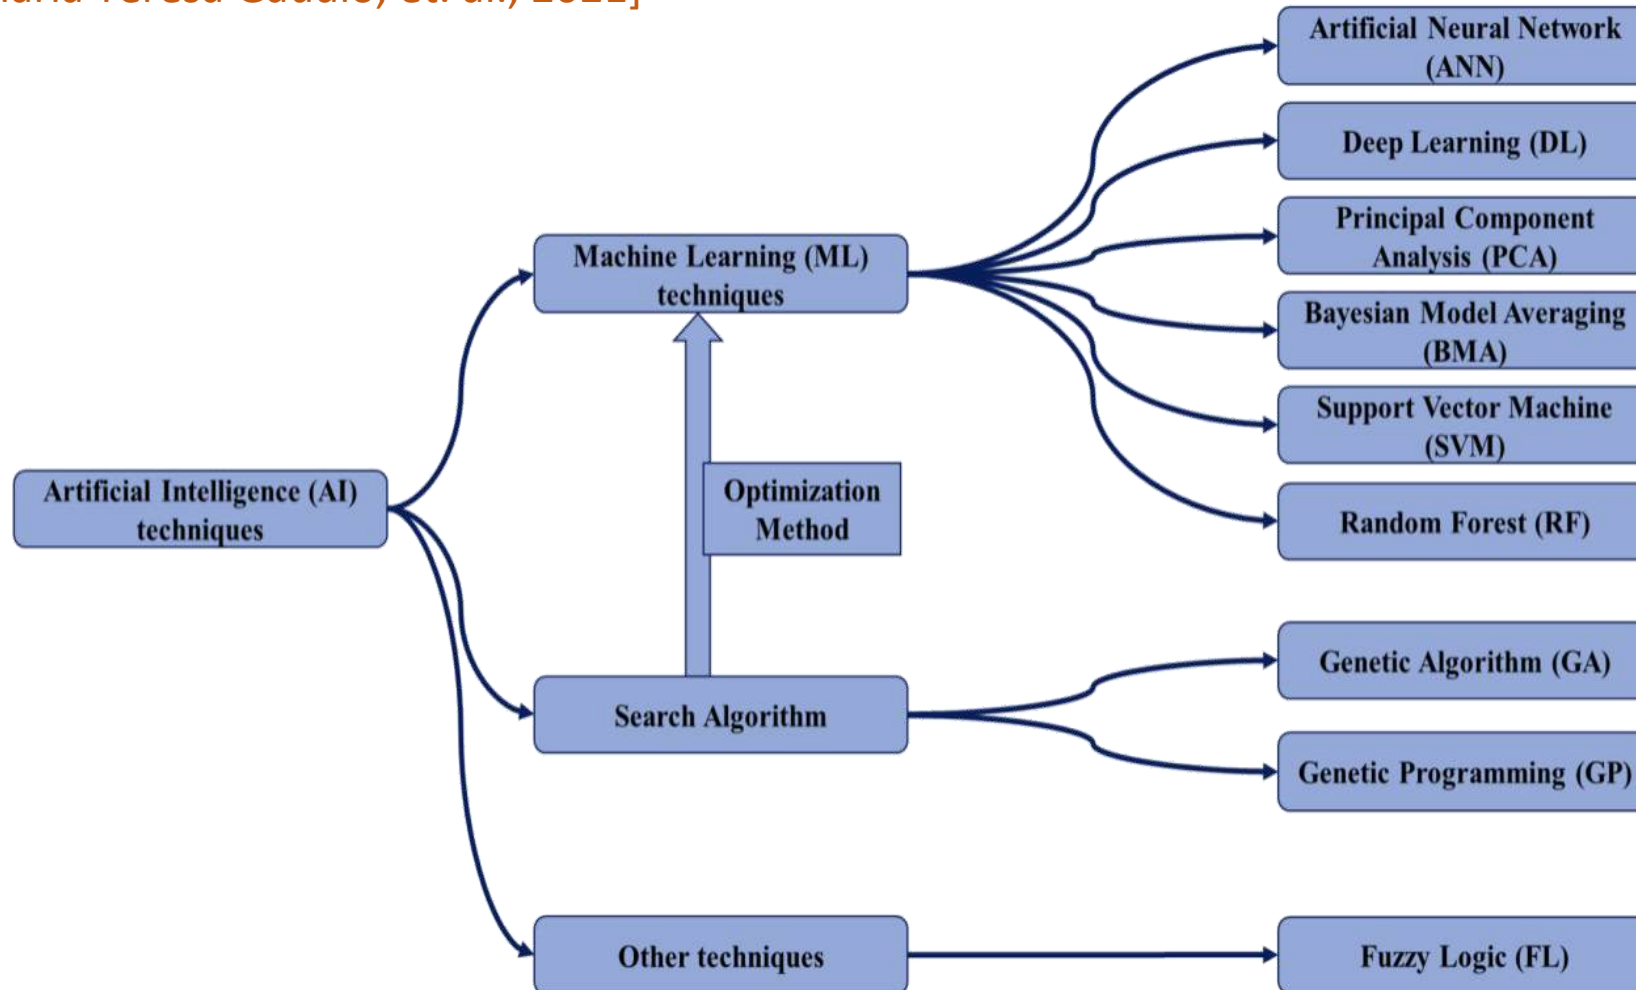 Artificial Neural Network
(ANN)
Deep Learning (DL)
Principal Component
Analysis (PCA)
Machine Learning (ML)
techniques
Bayesian Model Averaging
(BMA)
Support Vector Machine
(SVM)
Artificial Intelligence (AI)
techniques
Optimization
Method
Random Forest (RF)
Genetic Algorithm (GA)
Search Algorithm
Genetic Programming (GP)
Other techniques
Fuzzy Logic (FL)